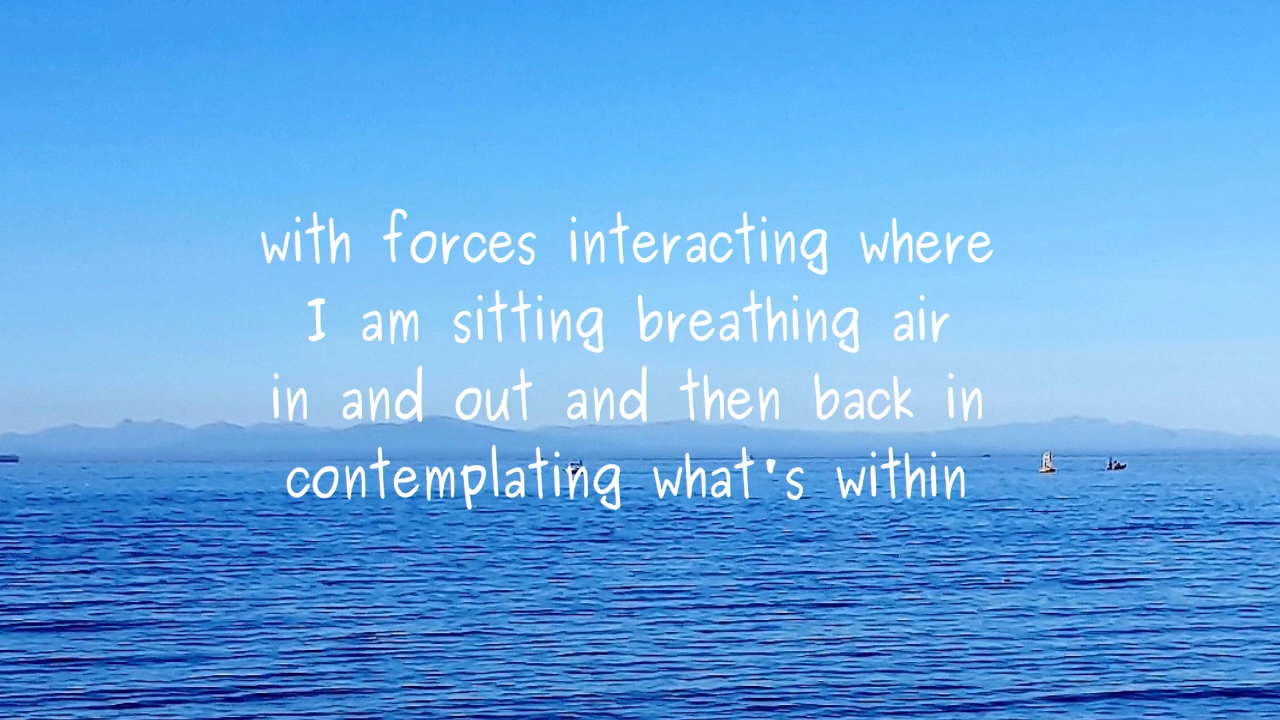 with forces interacting where
I am sitting breathing air
in and out and then back in
contemplating what's within